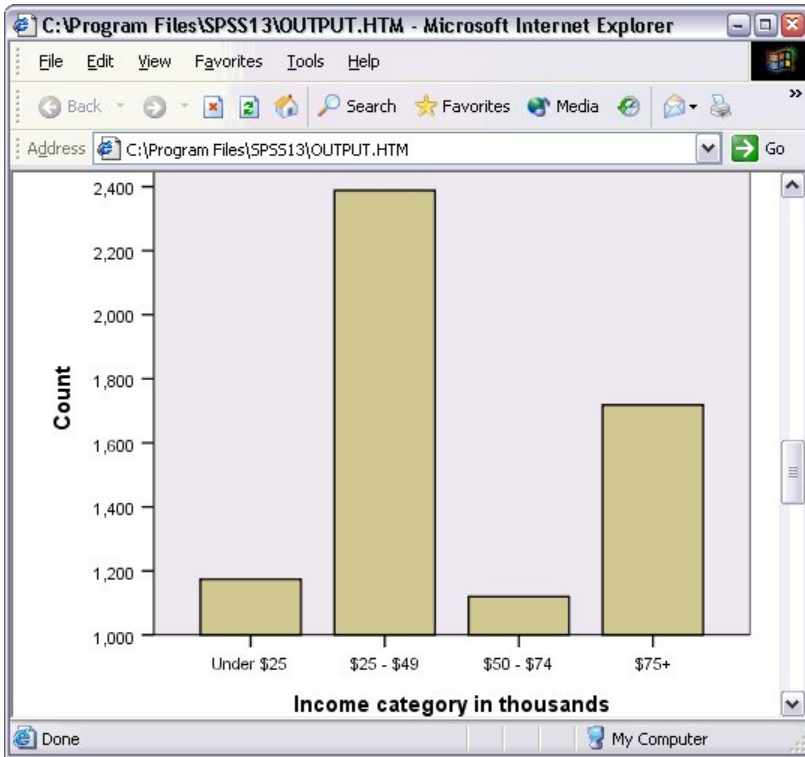 C:\Program Files\SPSS13\OUTPUT.HTM - Microsoft Internet Explorer
File Edit View Favorites Tools Help
Back Search Favorites Media »
Address C:\Program Files\SPSS13\OUTPUT.HTM Go
2,400
2,200
2,000
1,800
1,600
1,400
1,200
1,000
Count
Under $25 $25 - $49 $50 - $74 $75+
Income category in thousands
Done My Computer